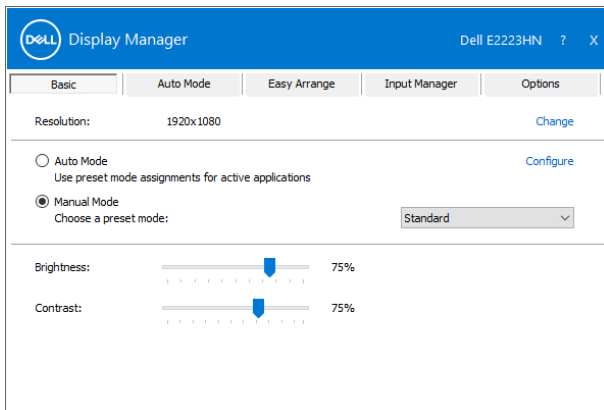 DELL Display Manager Dell E2223HN ? X
Basic Auto Mode Easy Arrange Input Manager Options
Resolution: 1920x1080 Change
Auto Mode Configure
Use preset mode assignments for active applications
Manual Mode
Choose a preset mode: Standard
Brightness: 75%
Contrast: 75%